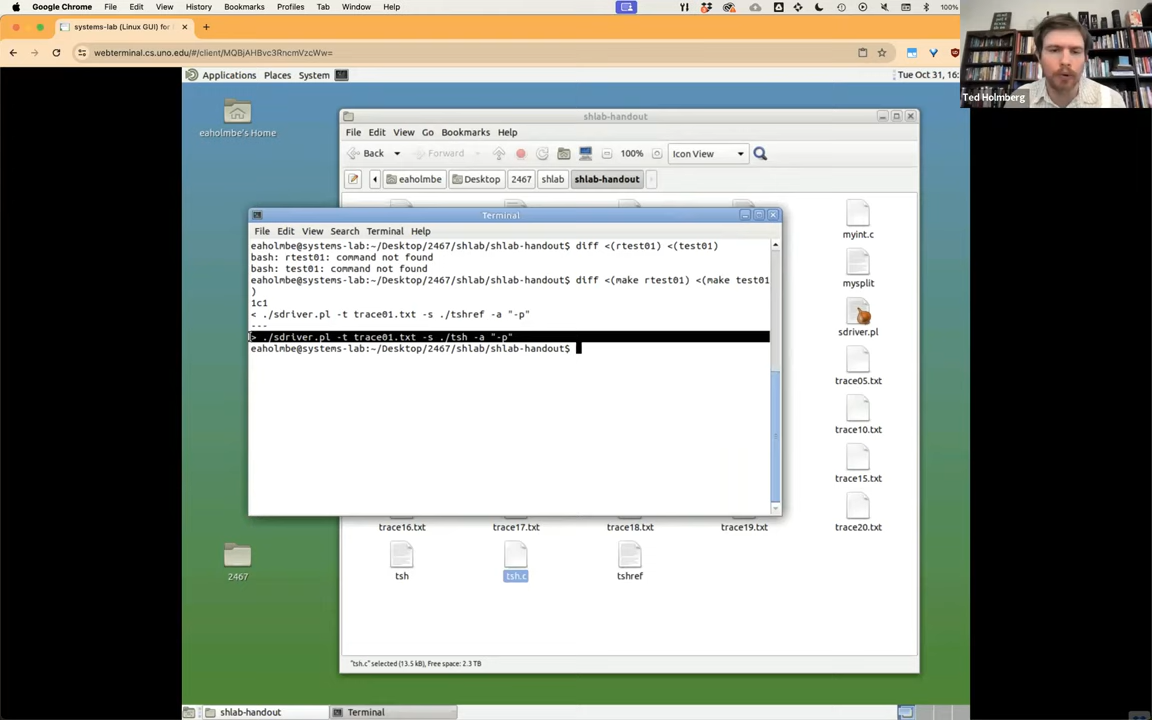 Google Chrome File Edit View History Bookmarks Profiles Tab Window Help 100%
systems-lab (Linux GUI) for
webterminal.cs.uno.edu/#/client/MQBjAHBvc3RncmVzcWw=
Applications Places System Tue Oct 31, 16:
Ted Holmberg
eaholmbe's Home
shlab-handout
File Edit View Go Bookmarks Help
Back Forward 100% Icon View
eaholmbe Desktop 2467 shlab shlab-handout
myint.c
Terminal
File Edit View Search Terminal Help
eaholmbe@systems-lab:~/Desktop/2467/shlab/shlab-handout$ diff <(rtest01) <(test01)
bash: rtest01: command not found
bash: test01: command not found
eaholmbe@systems-lab:~/Desktop/2467/shlab/shlab-handout$ diff <(make rtest01) <(make test01
)
1c1
< ./sdriver.pl -t trace01.txt -s ./tshref -a "-p"
---
> ./sdriver.pl -t trace01.txt -s ./tsh -a "-p"
eaholmbe@systems-lab:~/Desktop/2467/shlab/shlab-handout$
mysplit
sdriver.pl
trace05.txt
trace10.txt
trace15.txt
trace16.txt trace17.txt trace18.txt trace19.txt trace20.txt
tsh tsh.c tshref
2467
"tsh.c" selected (13.5 kB), Free space: 2.3 TB
shlab-handout Terminal